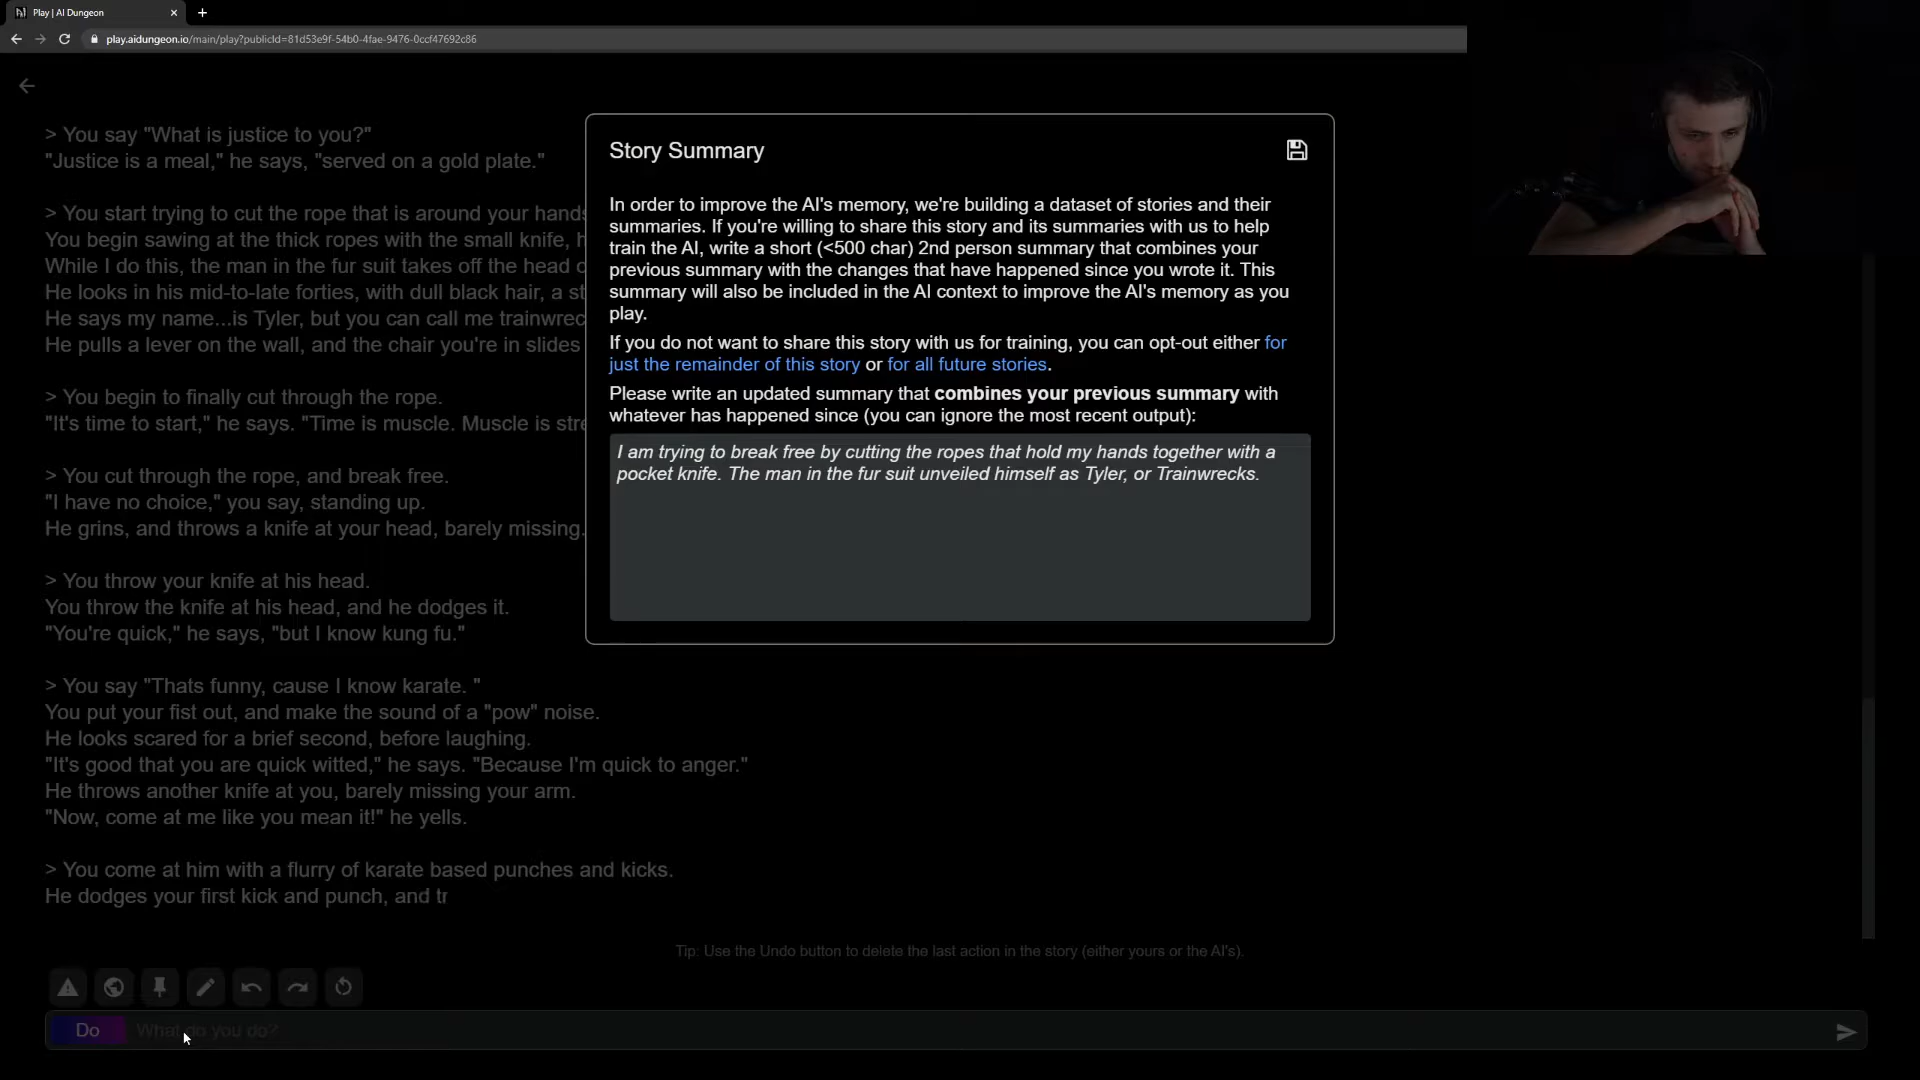 Play | AI Dungeon
play.aidungeon.io/main/play?publicId=81d53e9f-54b0-4fae-9476-0ccf47692c86
> You say "What is justice to you?"
"Justice is a meal," he says, "served on a gold plate."
> You start trying to cut the rope that is around your hands
You begin sawing at the thick ropes with the small knife, h
While I do this, the man in the fur suit takes off the head o
He looks in his mid-to-late forties, with dull black hair, a st
He says my name...is Tyler, but you can call me trainwrec
He pulls a lever on the wall, and the chair you're in slides
> You begin to finally cut through the rope.
"It's time to start," he says. "Time is muscle. Muscle is stre
> You cut through the rope, and break free.
"I have no choice," you say, standing up.
He grins, and throws a knife at your head, barely missing.
> You throw your knife at his head.
You throw the knife at his head, and he dodges it.
"You're quick," he says, "but I know kung fu."
> You say "Thats funny, cause I know karate. "
You put your fist out, and make the sound of a "pow" noise.
He looks scared for a brief second, before laughing.
"It's good that you are quick witted," he says. "Because I'm quick to anger."
He throws another knife at you, barely missing your arm.
"Now, come at me like you mean it!" he yells.
> You come at him with a flurry of karate based punches and kicks.
He dodges your first kick and punch, and tr
Story Summary
In order to improve the AI's memory, we're building a dataset of stories and their
summaries. If you're willing to share this story and its summaries with us to help
train the AI, write a short (<500 char) 2nd person summary that combines your
previous summary with the changes that have happened since you wrote it. This
summary will also be included in the AI context to improve the AI's memory as you
play.
If you do not want to share this story with us for training, you can opt-out either for
just the remainder of this story or for all future stories.
Please write an updated summary that combines your previous summary with
whatever has happened since (you can ignore the most recent output):
I am trying to break free by cutting the ropes that hold my hands together with a
pocket knife. The man in the fur suit unveiled himself as Tyler, or Trainwrecks.
Tip: Use the Undo button to delete the last action in the story (either yours or the AI's).
Do What do you do?